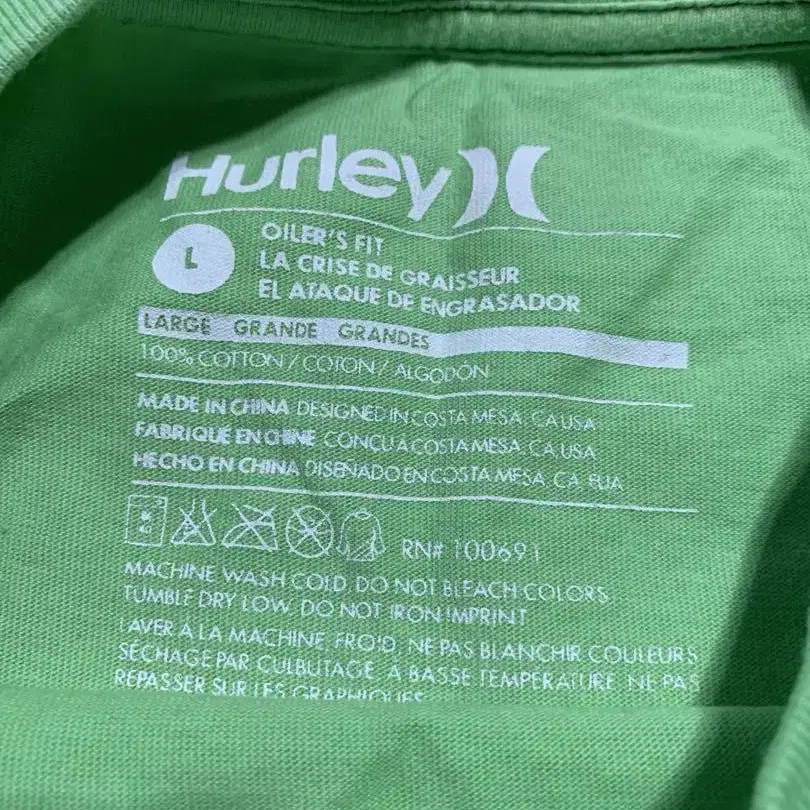 Hurley
L
OILER'S FIT
LA CRISE DE GRAISSEUR
EL ATAQUE DE ENGRASADOR
LARGE GRANDE GRANDES
100% COTTON / COTON / ALGODÓN
MADE IN CHINA DESIGNED IN COSTA MESA, CA USA
FABRIQUÉ EN CHINE CONÇU À COSTA MESA, CA, USA
HECHO EN CHINA DISEÑADO EN COSTA MESA, CA, EUA
RN# 100691
MACHINE WASH COLD. DO NOT BLEACH COLORS.
TUMBLE DRY LOW. DO NOT IRON IMPRINT
LAVER À LA MACHINE, FROID. NE PAS BLANCHIR COULEURS
SÉCHAGE PAR CULBUTAGE À BASSE TEMPERATURE NE PAS
REPASSER SUR LES GRAPHIQUES